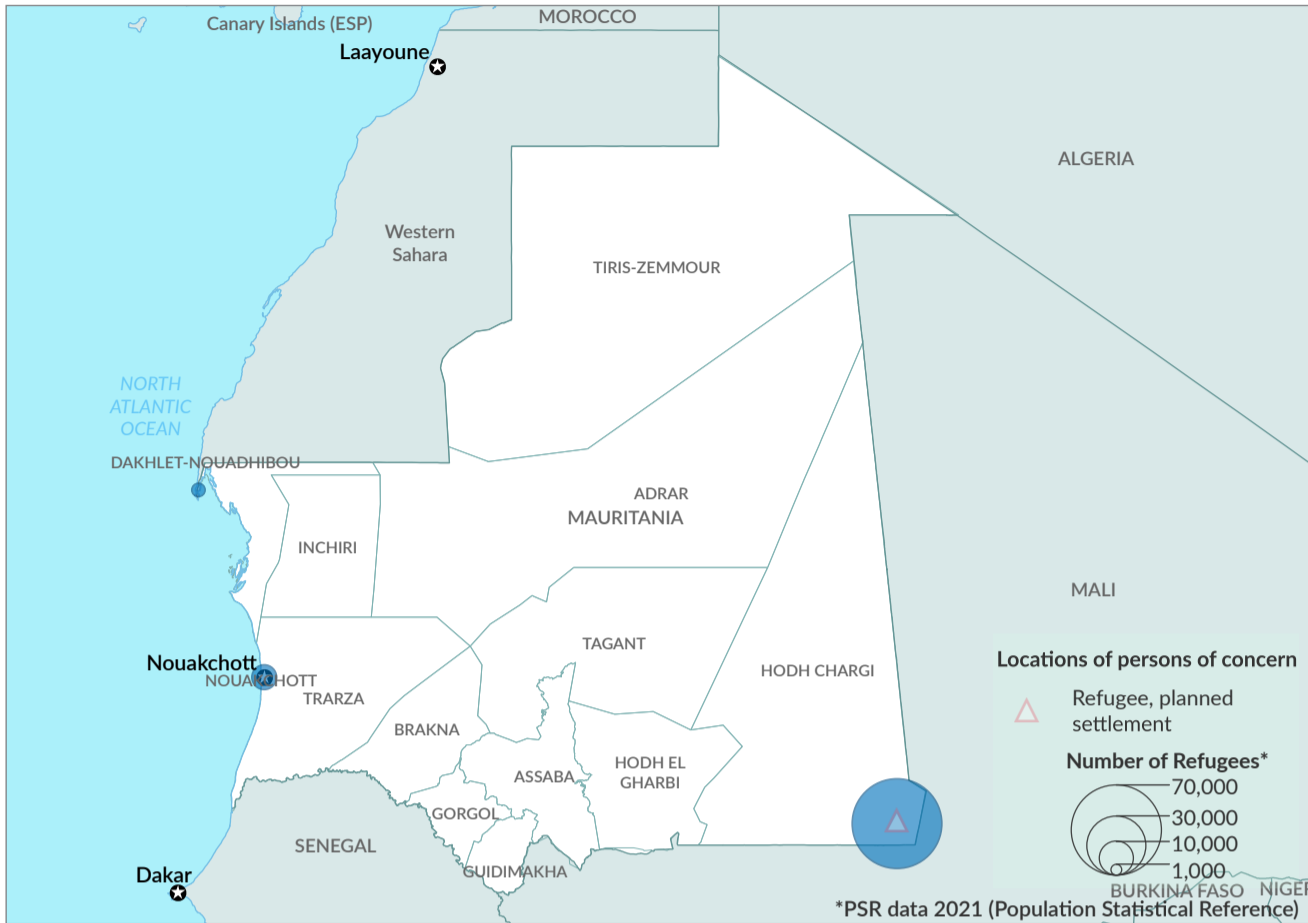 Canary Islands (ESP)
MOROCCO
Laayoune
ALGERIA
Western
Sahara
TIRIS-ZEMMOUR
NORTH
ATLANTIC
OCEAN
DAKHLET-NOUADHIBOU
ADRAR
MAURITANIA
INCHIRI
MALI
TAGANT
Nouakchott
HODH CHARGI
NOUAKCHOTT
TRARZA
BRAKNA
HODH EL
GHARBI
ASSABA
GORGOL
SENEGAL
GUIDIMAKHA
Dakar
Locations of persons of concern
Refugee, planned
settlement
Number of Refugees*
70,000
30,000
10,000
1,000
BURKINA FASO
NIGER
*PSR data 2021 (Population Statistical Reference)